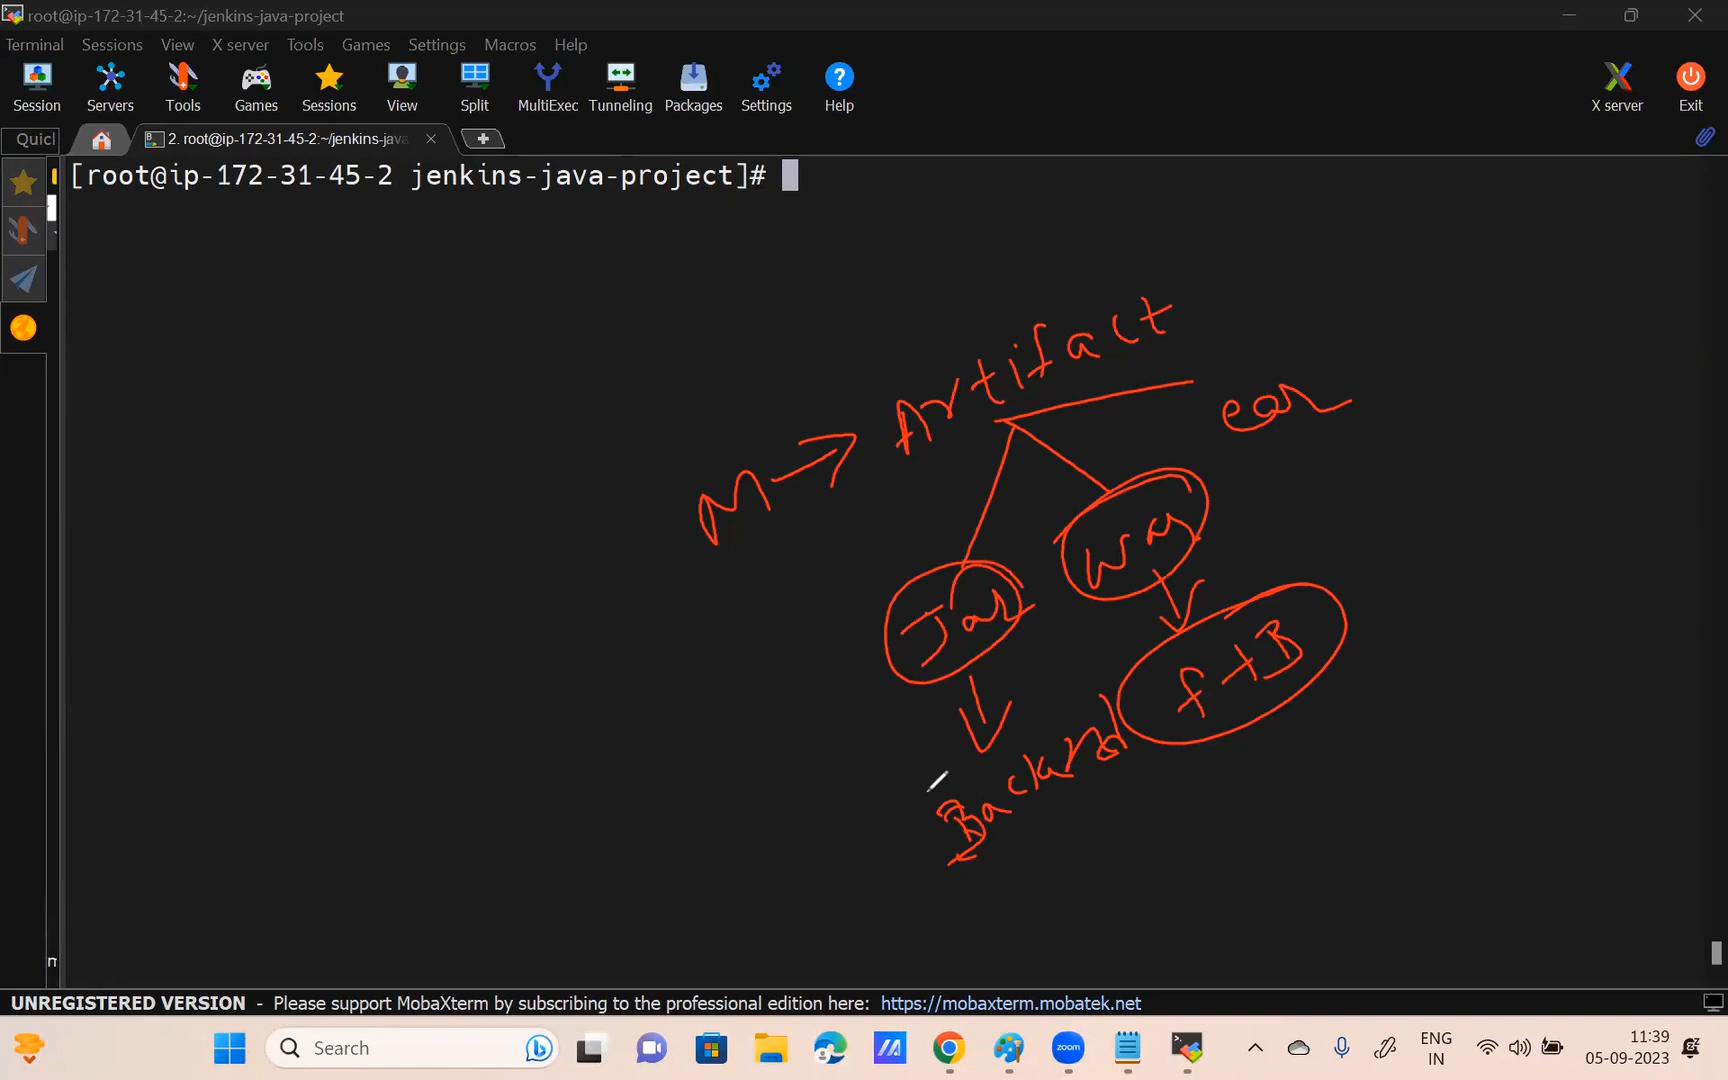 root@ip-172-31-45-2:~/jenkins-java-project
Terminal Sessions View X server Tools Games Settings Macros Help
Session Servers Tools Games Sessions View Split MultiExec Tunneling Packages Settings Help X server Exit
Quicl 2. root@ip-172-31-45-2:~/jenkins-java
[root@ip-172-31-45-2 jenkins-java-project]#
Artifact
ear
M
War
Jar
f+B
Backend
UNREGISTERED VERSION - Please support MobaXterm by subscribing to the professional edition here: https://mobaxterm.mobatek.net
Search zoom ENG IN 11:39
05-09-2023